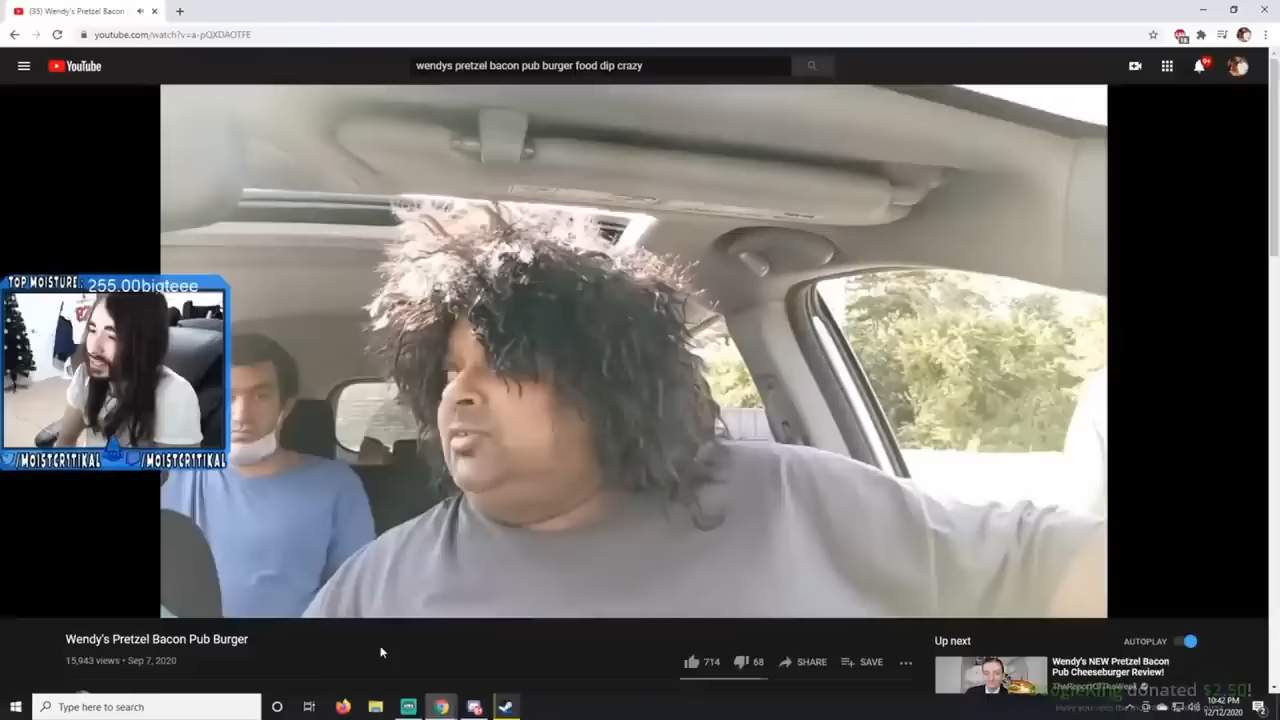 (35) Wendy's Pretzel Bacon
youtube.com/watch?v=a-pQXDAOTFE
YouTube
wendys pretzel bacon pub burger food dip crazy
9+
TOP MOISTURE:
255.00bigteee
/MOISTCR1TIKAL
/MOISTCR1TIKAL
Wendy's Pretzel Bacon Pub Burger
15,943 views • Sep 7, 2020
714
68
SHARE
SAVE
Up next
AUTOPLAY
Wendy's NEW Pretzel Bacon
Pub Cheeseburger Review!
TheReportOfTheWeek
donated $2.50!
Type here to search
10:42 PM
12/12/2020
2